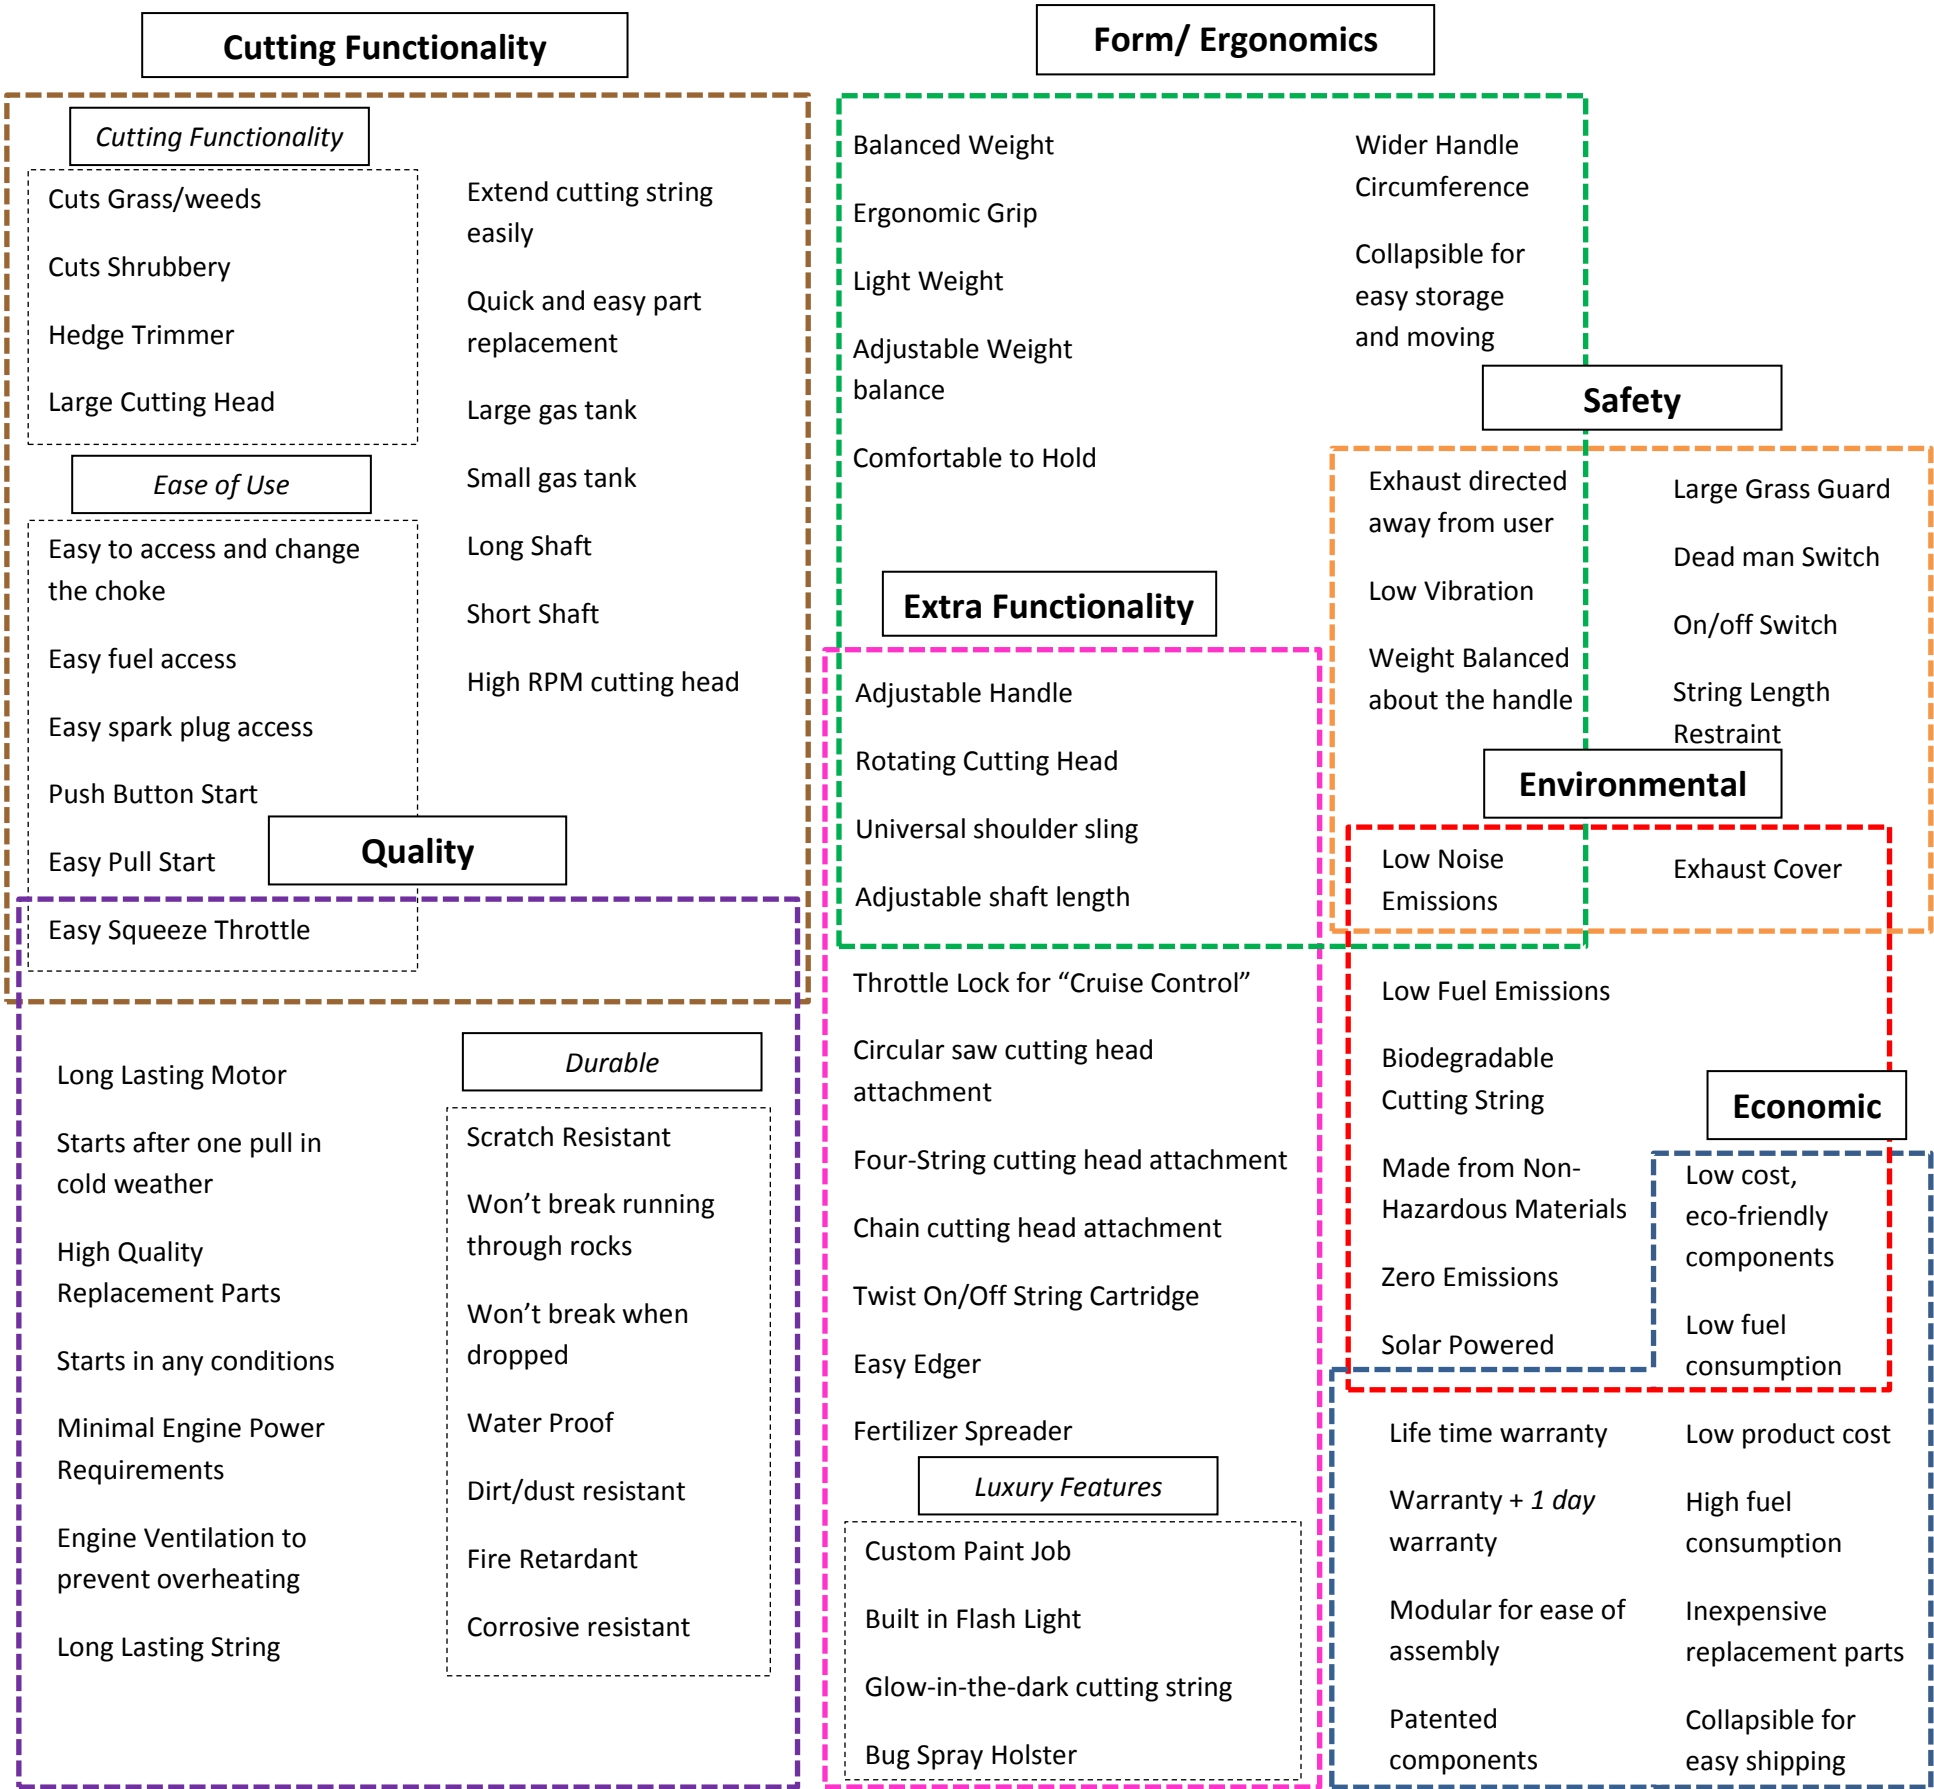 Cutting Functionality
Cutting Functionality
Cuts Grass/weeds
Cuts Shrubbery
Hedge Trimmer
Large Cutting Head
Ease of Use
Easy to access and change
the choke
Easy fuel access
Easy spark plug access
Push Button Start
Easy Pull Start
Easy Squeeze Throttle
Extend cutting string
easily
Quick and easy part
replacement
Large gas tank
Small gas tank
Long Shaft
Short Shaft
High RPM cutting head
Quality
Long Lasting Motor
Starts after one pull in
cold weather
High Quality
Replacement Parts
Starts in any conditions
Minimal Engine Power
Requirements
Engine Ventilation to
prevent overheating
Long Lasting String
Durable
Scratch Resistant
Won’t break running
through rocks
Won’t break when
dropped
Water Proof
Dirt/dust resistant
Fire Retardant
Corrosive resistant
Form/ Ergonomics
Balanced Weight
Ergonomic Grip
Light Weight
Adjustable Weight
balance
Comfortable to Hold
Wider Handle
Circumference
Collapsible for
easy storage
and moving
Extra Functionality
Adjustable Handle
Rotating Cutting Head
Universal shoulder sling
Adjustable shaft length
Throttle Lock for “Cruise Control”
Circular saw cutting head
attachment
Four-String cutting head attachment
Chain cutting head attachment
Twist On/Off String Cartridge
Easy Edger
Fertilizer Spreader
Luxury Features
Custom Paint Job
Built in Flash Light
Glow-in-the-dark cutting string
Bug Spray Holster
Safety
Exhaust directed
away from user
Low Vibration
Weight Balanced
about the handle
Large Grass Guard
Dead man Switch
On/off Switch
String Length
Restraint
Environmental
Low Noise
Emissions
Exhaust Cover
Low Fuel Emissions
Biodegradable
Cutting String
Made from Non-
Hazardous Materials
Zero Emissions
Solar Powered
Economic
Low cost,
eco-friendly
components
Low fuel
consumption
Life time warranty
Warranty + 1 day
warranty
Modular for ease of
assembly
Patented
components
Low product cost
High fuel
consumption
Inexpensive
replacement parts
Collapsible for
easy shipping